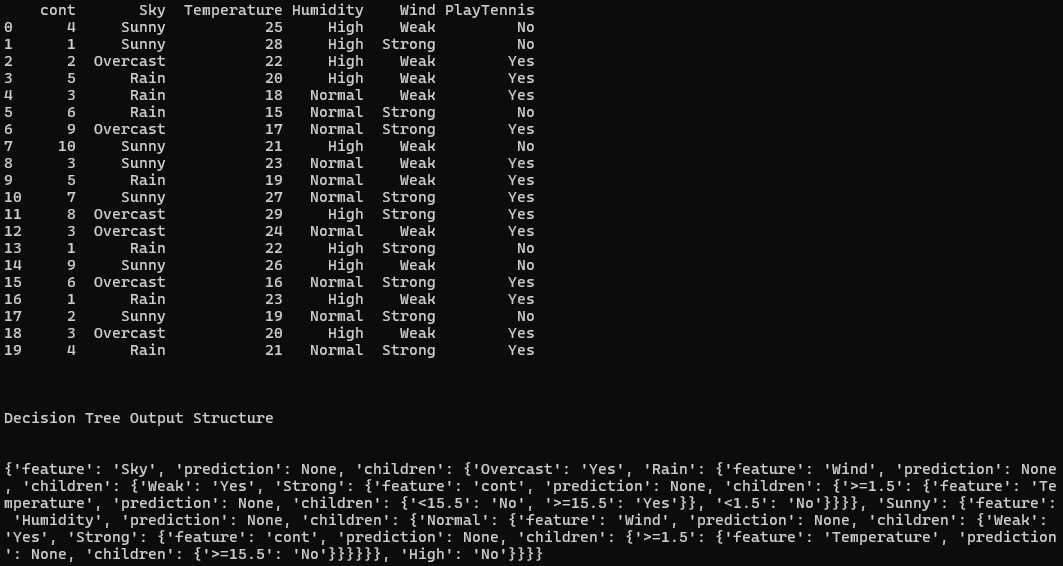 cont Sky Temperature Humidity Wind PlayTennis
0 4 Sunny 25 High Weak No
1 1 Sunny 28 High Strong No
2 2 Overcast 22 High Weak Yes
3 5 Rain 20 High Weak Yes
4 3 Rain 18 Normal Weak Yes
5 6 Rain 15 Normal Strong No
6 9 Overcast 17 Normal Strong Yes
7 10 Sunny 21 High Weak No
8 3 Sunny 23 Normal Weak Yes
9 5 Rain 19 Normal Weak Yes
10 7 Sunny 27 Normal Strong Yes
11 8 Overcast 29 High Strong Yes
12 3 Overcast 24 Normal Weak Yes
13 1 Rain 22 High Strong No
14 9 Sunny 26 High Weak No
15 6 Overcast 16 Normal Strong Yes
16 1 Rain 23 High Weak Yes
17 2 Sunny 19 Normal Strong No
18 3 Overcast 20 High Weak Yes
19 4 Rain 21 Normal Strong Yes
Decision Tree Output Structure
{'feature': 'Sky', 'prediction': None, 'children': {'Overcast': 'Yes', 'Rain': {'feature': 'Wind', 'prediction': None
, 'children': {'Weak': 'Yes', 'Strong': {'feature': 'cont', 'prediction': None, 'children': {'>=1.5': {'feature': 'Te
mperature', 'prediction': None, 'children': {'<15.5': 'No', '>=15.5': 'Yes'}}, '<1.5': 'No'}}}}, 'Sunny': {'feature':
'Humidity', 'prediction': None, 'children': {'Normal': {'feature': 'Wind', 'prediction': None, 'children': {'Weak':
'Yes', 'Strong': {'feature': 'cont', 'prediction': None, 'children': {'>=1.5': {'feature': 'Temperature', 'prediction
': None, 'children': {'>=15.5': 'No'}}}}}}, 'High': 'No'}}}}